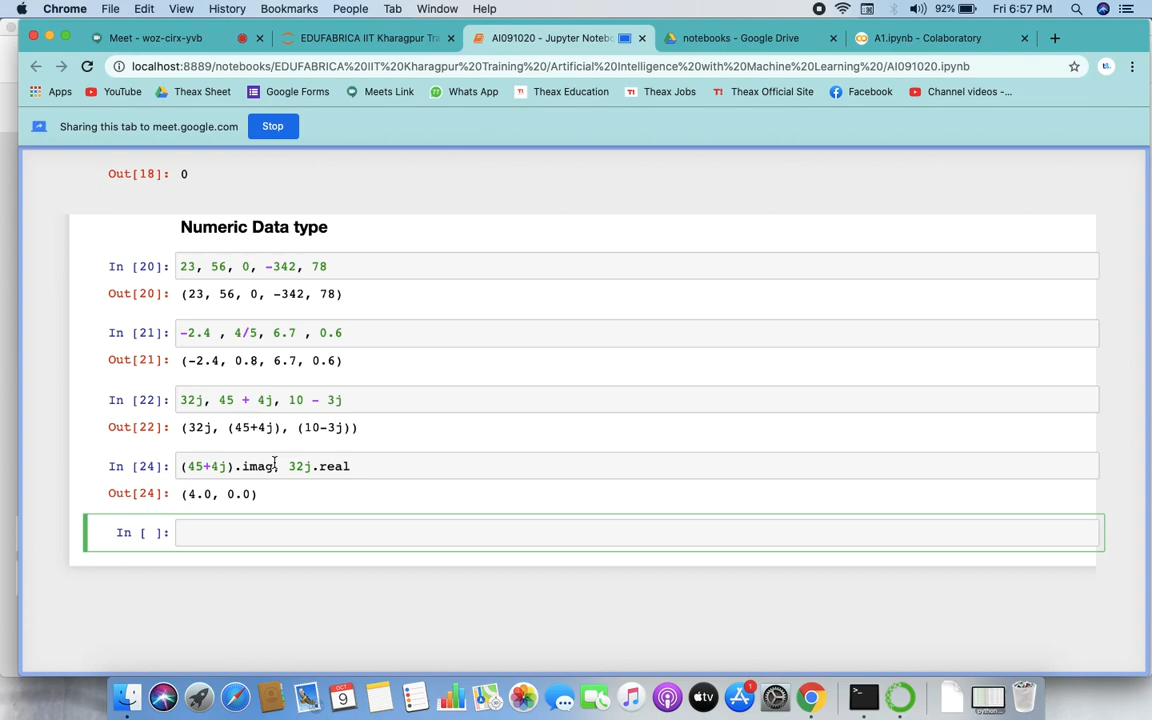 Chrome File Edit View History Bookmarks People Tab Window Help 92% Fri 6:57 PM
Meet - woz-cirx-yvb EDUFABRICA IIT Kharagpur Tra AI091020 - Jupyter Notebo notebooks - Google Drive A1.ipynb - Colaboratory
localhost:8889/notebooks/EDUFABRICA%20IIT%20Kharagpur%20Training%20/Artificial%20Intelligence%20with%20Machine%20Learning%20/AI091020.ipynb
Apps YouTube Theax Sheet Google Forms Meets Link Whats App Theax Education Theax Jobs Theax Official Site Facebook Channel videos -...
Sharing this tab to meet.google.com Stop
Out[18]: 0
Numeric Data type
In [20]: 23, 56, 0, -342, 78
Out[20]: (23, 56, 0, -342, 78)
In [21]: -2.4 , 4/5, 6.7 , 0.6
Out[21]: (-2.4, 0.8, 6.7, 0.6)
In [22]: 32j, 45 + 4j, 10 - 3j
Out[22]: (32j, (45+4j), (10-3j))
In [24]: (45+4j).imag, 32j.real
Out[24]: (4.0, 0.0)
In [ ]:
OCT
9
tv
1